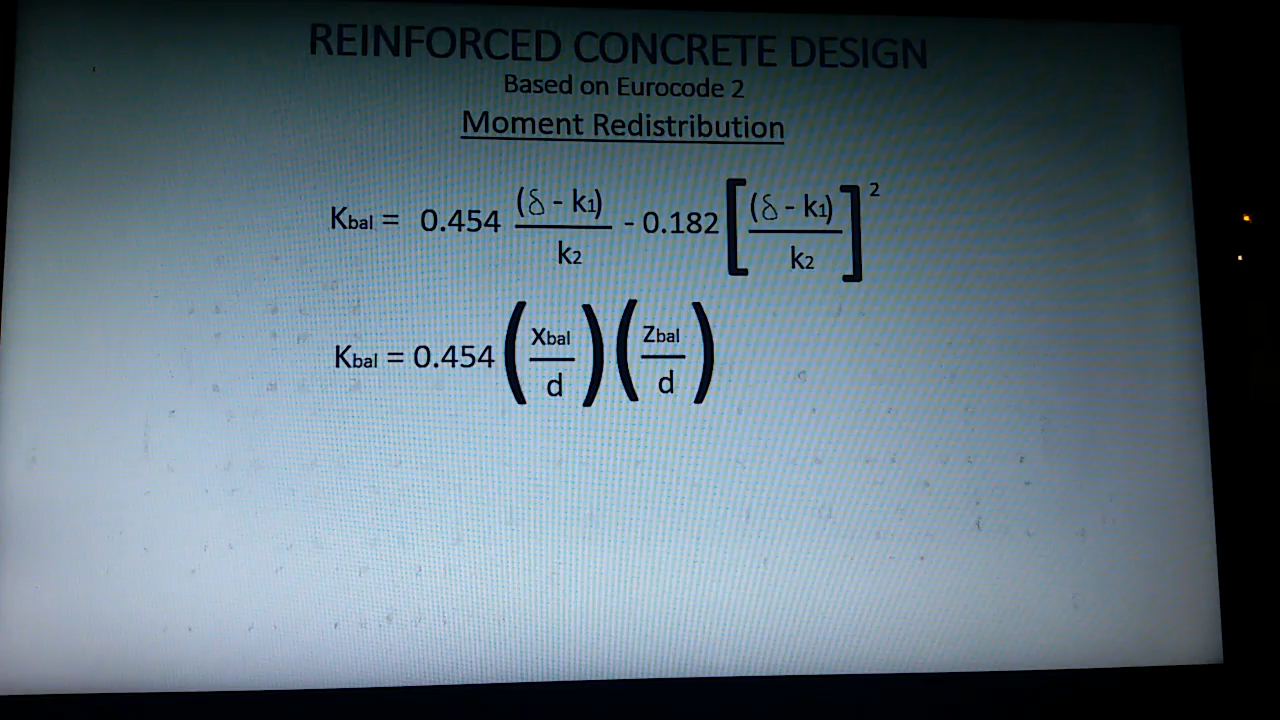 REINFORCED CONCRETE DESIGN
Based on Eurocode 2
Moment Redistribution
Kbal = 0.454 (δ - k1) / k2 - 0.182 [(δ - k1) / k2]²
Kbal = 0.454 (Xbal / d) (Zbal / d)